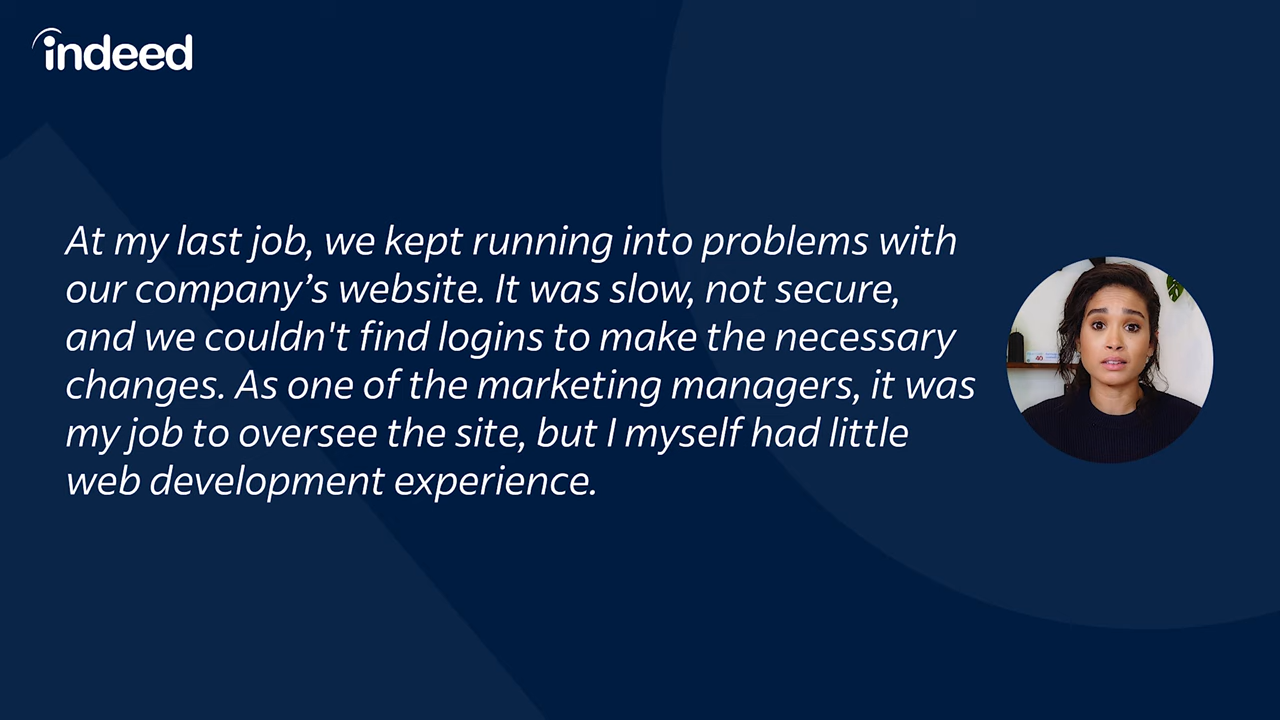 indeed
At my last job, we kept running into problems with
our company’s website. It was slow, not secure,
and we couldn't find logins to make the necessary
changes. As one of the marketing managers, it was
my job to oversee the site, but I myself had little
web development experience.